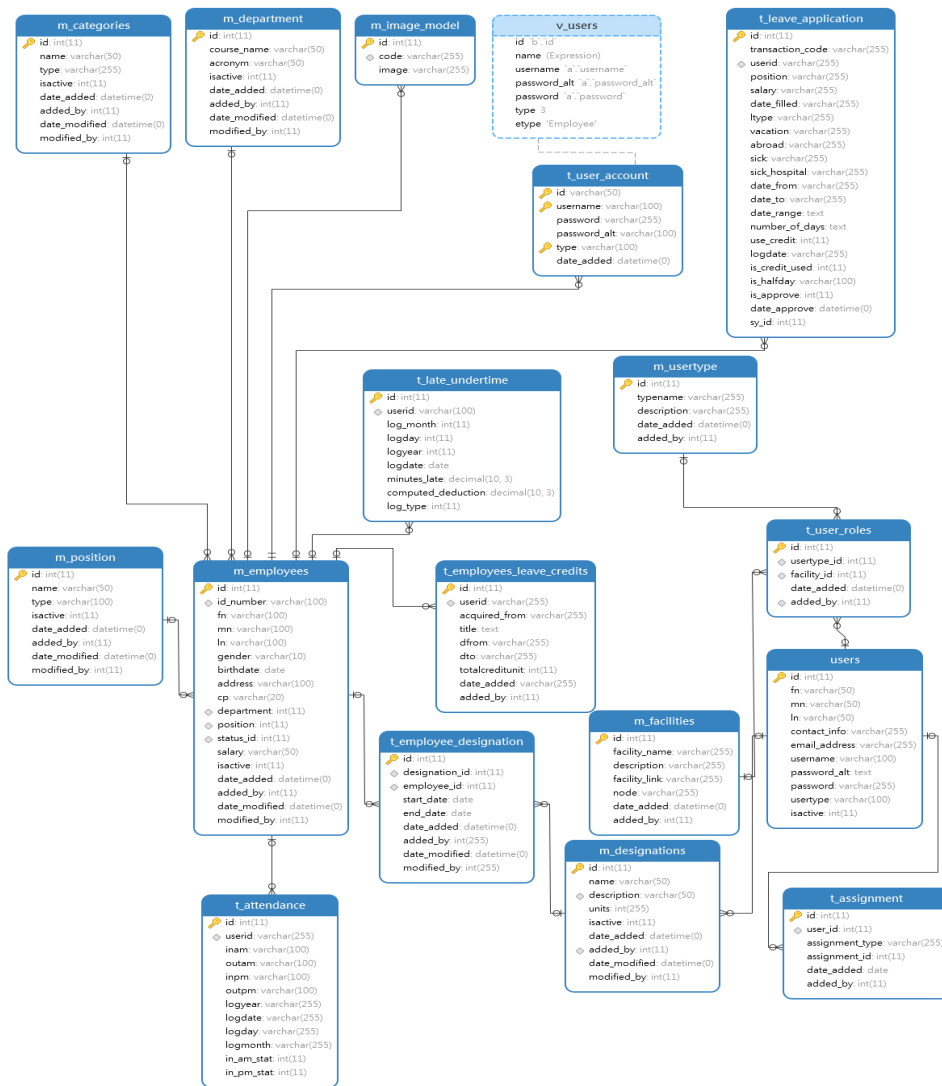 m_categories
id: int(11)
name: varchar(50)
type: varchar(255)
isactive: int(11)
date_added: datetime(0)
added_by: int(11)
date_modified: datetime(0)
modified_by: int(11)
m_department
id: int(11)
course_name: varchar(50)
acronym: varchar(50)
isactive: int(11)
date_added: datetime(0)
added_by: int(11)
date_modified: datetime(0)
modified_by: int(11)
m_image_model
id: int(11)
code: varchar(255)
image: varchar(255)
v_users
id `b`.`id`
name (Expression)
username `a`.`username`
password_alt `a`.`password_alt`
password `a`.`password`
type 3
etype 'Employee'
t_leave_application
id: int(11)
transaction_code: varchar(255)
userid: varchar(255)
position: varchar(255)
salary: varchar(255)
date_filled: varchar(255)
ltype: varchar(255)
vacation: varchar(255)
abroad: varchar(255)
sick: varchar(255)
sick_hospital: varchar(255)
date_from: varchar(255)
date_to: varchar(255)
date_range: text
number_of_days: text
use_credit: int(11)
logdate: varchar(255)
is_credit_used: int(11)
is_halfday: varchar(100)
is_approve: int(11)
date_approve: datetime(0)
sy_id: int(11)
t_user_account
id: varchar(50)
username: varchar(100)
password: varchar(255)
password_alt: varchar(100)
type: varchar(100)
date_added: datetime(0)
t_late_undertime
id: int(11)
userid: varchar(100)
log_month: int(11)
logday: int(11)
logyear: int(11)
logdate: date
minutes_late: decimal(10, 3)
computed_deduction: decimal(10, 3)
log_type: int(11)
m_usertype
id: int(11)
typename: varchar(255)
description: varchar(255)
date_added: datetime(0)
added_by: int(11)
t_user_roles
id: int(11)
usertype_id: int(11)
facility_id: int(11)
date_added: datetime(0)
added_by: int(11)
m_position
id: int(11)
name: varchar(50)
type: varchar(100)
isactive: int(11)
date_added: datetime(0)
added_by: int(11)
date_modified: datetime(0)
modified_by: int(11)
m_employees
id: int(11)
id_number: varchar(100)
fn: varchar(100)
mn: varchar(100)
ln: varchar(100)
gender: varchar(10)
birthdate: date
address: varchar(100)
cp: varchar(20)
department: int(11)
position: int(11)
status_id: int(11)
salary: varchar(50)
isactive: int(11)
date_added: datetime(0)
added_by: int(11)
date_modified: datetime(0)
modified_by: int(11)
t_employees_leave_credits
id: int(11)
userid: varchar(255)
acquired_from: varchar(255)
title: text
dfrom: varchar(255)
dto: varchar(255)
totalcreditunit: int(11)
date_added: varchar(255)
added_by: int(11)
users
id: int(11)
fn: varchar(50)
mn: varchar(50)
ln: varchar(50)
contact_info: varchar(255)
email_address: varchar(255)
username: varchar(100)
password_alt: text
password: varchar(255)
usertype: varchar(100)
isactive: int(11)
m_facilities
id: int(11)
facility_name: varchar(255)
description: varchar(255)
facility_link: varchar(255)
node: varchar(255)
date_added: datetime(0)
added_by: int(11)
t_employee_designation
id: int(11)
designation_id: int(11)
employee_id: int(11)
start_date: date
end_date: date
date_added: datetime(0)
added_by: int(255)
date_modified: datetime(0)
modified_by: int(255)
m_designations
id: int(11)
name: varchar(50)
description: varchar(50)
units: int(255)
isactive: int(11)
date_added: datetime(0)
added_by: int(11)
date_modified: datetime(0)
modified_by: int(11)
t_attendance
id: int(11)
userid: varchar(255)
inam: varchar(100)
outam: varchar(100)
inpm: varchar(100)
outpm: varchar(100)
logyear: varchar(255)
logdate: varchar(255)
logday: varchar(255)
logmonth: varchar(255)
in_am_stat: int(11)
in_pm_stat: int(11)
t_assignment
id: int(11)
user_id: int(11)
assignment_type: varchar(255)
assignment_id: int(11)
date_added: date
added_by: int(11)